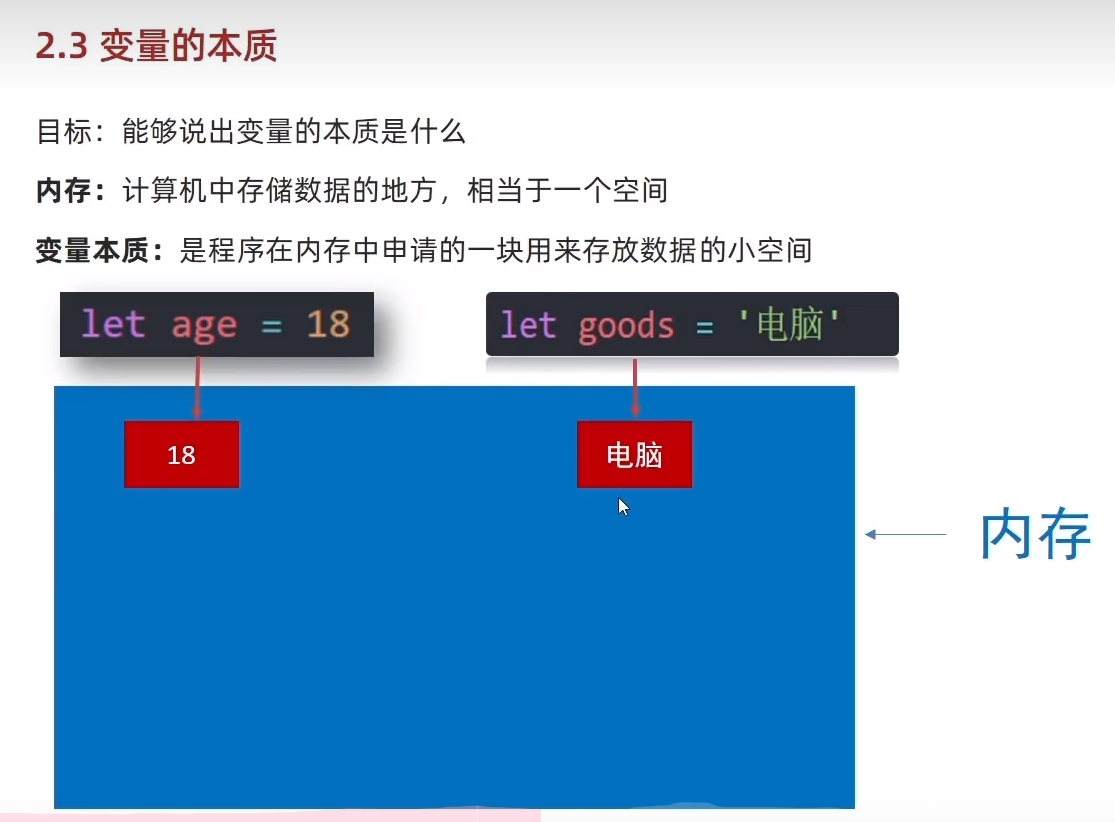 2.3 变量的本质
目标：能够说出变量的本质是什么
内存：计算机中存储数据的地方，相当于一个空间
变量本质：是程序在内存中申请的一块用来存放数据的小空间
let age = 18
let goods = '电脑'
18
电脑
内存